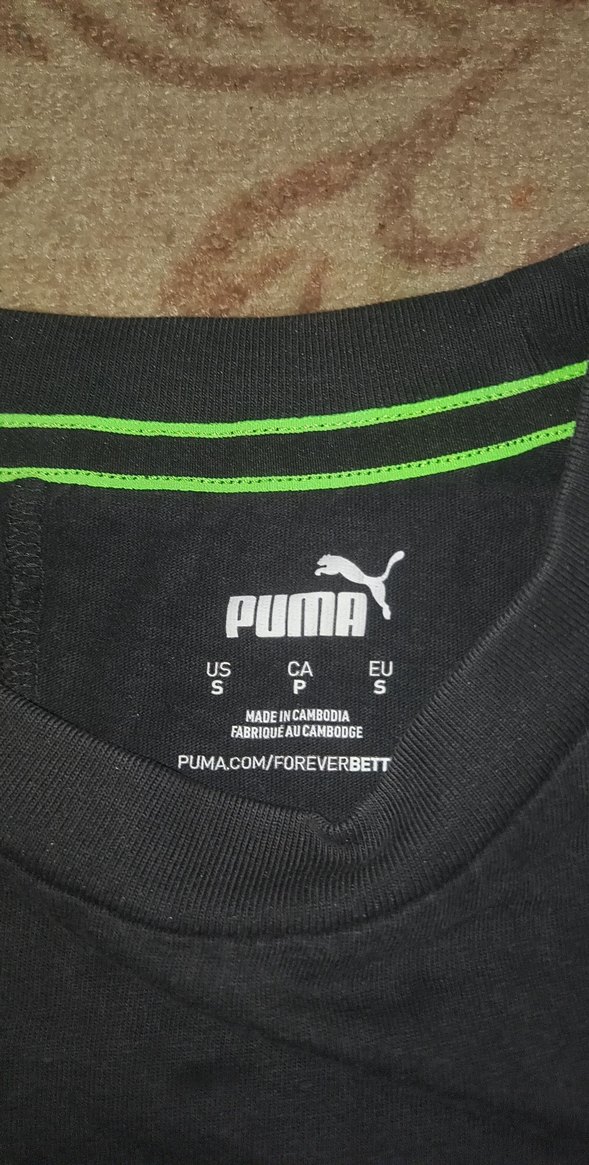 PUMA
US CA EU
S P S
MADE IN CAMBODIA
FABRIQUÉ AU CAMBODGE
PUMA.COM/FOREVERBETT